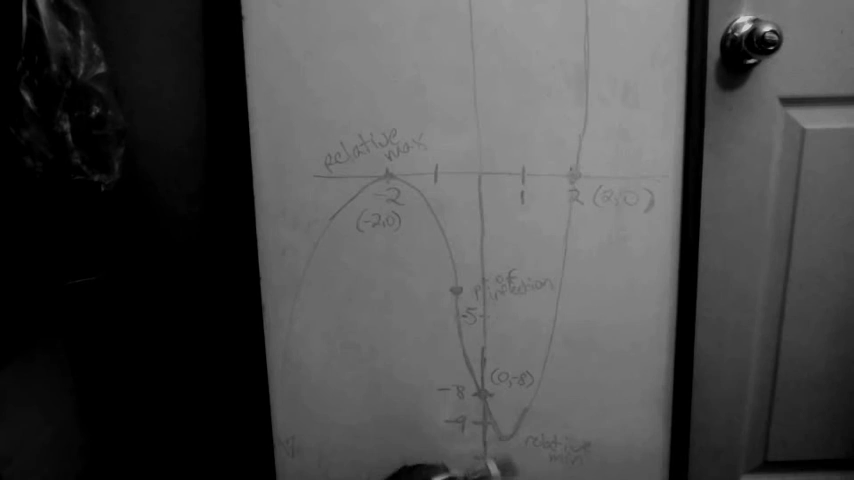 relative
max
-2
1
2 (2,0)
(-2,0)
pt of
inflection
-5
(0,-8)
-8
-9
relative
min